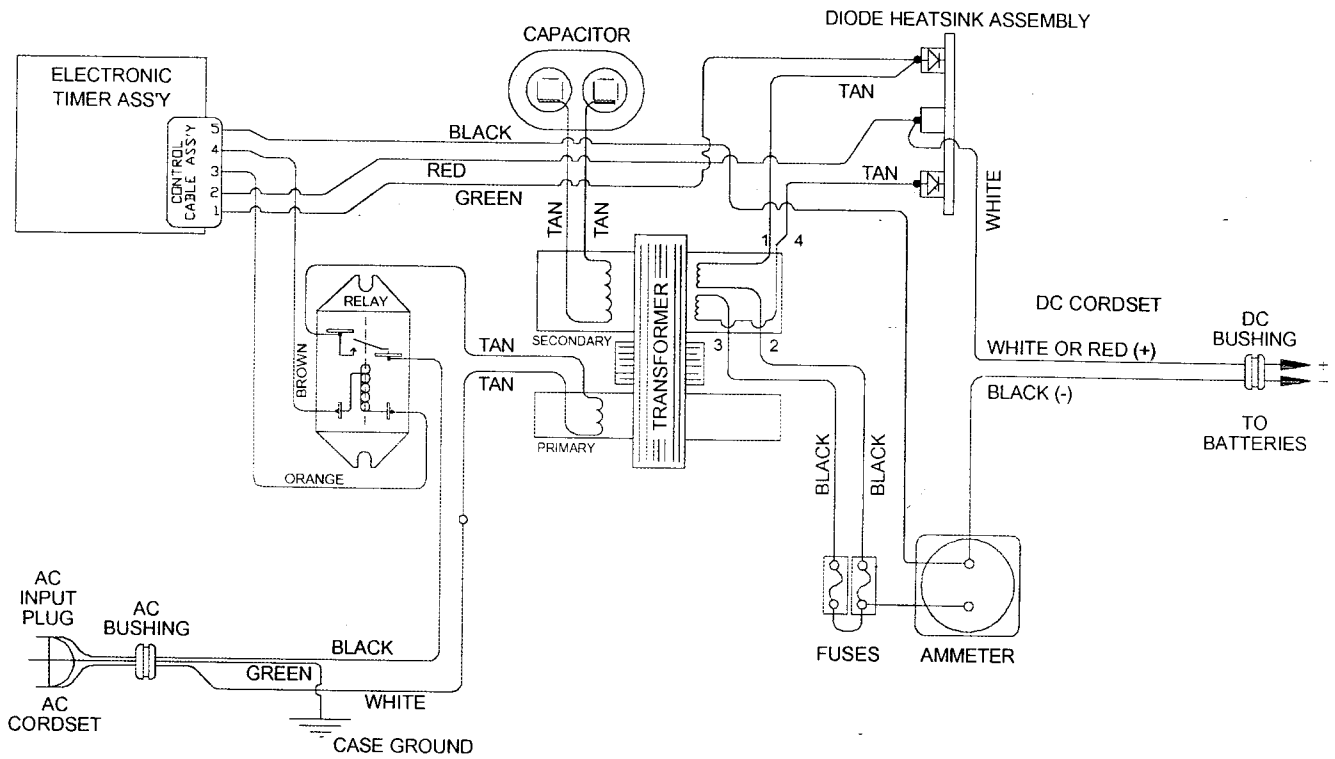 DIODE HEATSINK ASSEMBLY
CAPACITOR
ELECTRONIC
TIMER ASS'Y
CONTROL
CABLE ASS'Y
5
4
3
2
1
BLACK
RED
GREEN
TAN
TAN
WHITE
TAN
TAN
1
4
RELAY
BROWN
ORANGE
SECONDARY
TRANSFORMER
3
2
TAN
TAN
PRIMARY
DC CORDSET
DC
BUSHING
WHITE OR RED (+)
BLACK (-)
+
−
TO
BATTERIES
BLACK
BLACK
FUSES
AMMETER
AC
INPUT
PLUG
AC
BUSHING
BLACK
GREEN
WHITE
AC
CORDSET
CASE GROUND